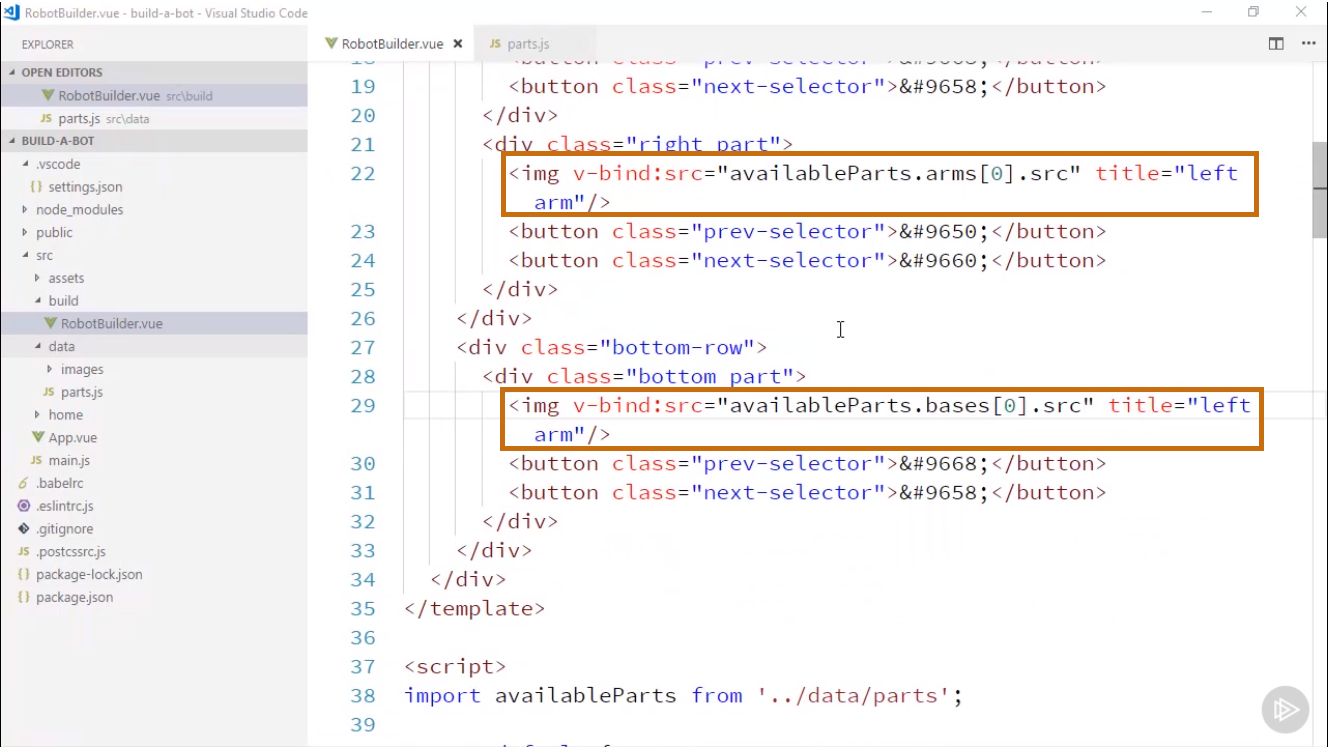 RobotBuilder.vue - build-a-bot - Visual Studio Code
EXPLORER
OPEN EDITORS
RobotBuilder.vue src\build
JS parts.js src\data
BUILD-A-BOT
.vscode
{} settings.json
node_modules
public
src
assets
build
RobotBuilder.vue
data
images
JS parts.js
home
App.vue
JS main.js
.babelrc
.eslintrc.js
.gitignore
JS .postcssrc.js
{} package-lock.json
{} package.json
RobotBuilder.vue JS parts.js
18 <button class="prev-selector">&#9668;</button>
19 <button class="next-selector">&#9658;</button>
20 </div>
21 <div class="right part">
22 <img v-bind:src="availableParts.arms[0].src" title="left
arm"/>
23 <button class="prev-selector">&#9650;</button>
24 <button class="next-selector">&#9660;</button>
25 </div>
26 </div>
27 <div class="bottom-row">
28 <div class="bottom part">
29 <img v-bind:src="availableParts.bases[0].src" title="left
arm"/>
30 <button class="prev-selector">&#9668;</button>
31 <button class="next-selector">&#9658;</button>
32 </div>
33 </div>
34 </div>
35 </template>
36
37 <script>
38 import availableParts from '../data/parts';
39